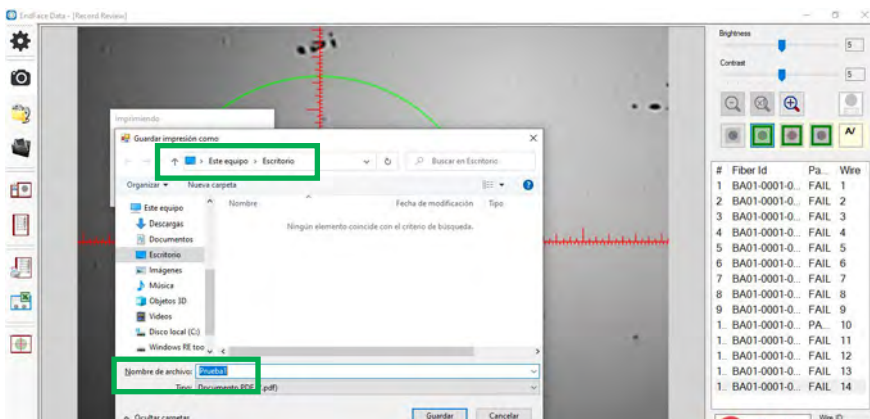 EndFace Data - [Record Review]
Brightness
5
Contrast
5
A/
Imprimiendo
Guardar impresión como
Este equipo > Escritorio
Buscar en Escritorio
Organizar
Nueva carpeta
Este equipo
Descargas
Documentos
Escritorio
Imágenes
Música
Objetos 3D
Videos
Disco local (C:)
Windows RE too
Nombre
Fecha de modificación
Tipo
Ningún elemento coincide con el criterio de búsqueda.
Nombre de archivo: Prueba1
Tipo: Documento PDF (*.pdf)
Ocultar carpetas
Guardar
Cancelar
# Fiber Id Pa... Wire
1 BA01-0001-0... FAIL 1
2 BA01-0001-0... FAIL 2
3 BA01-0001-0... FAIL 3
4 BA01-0001-0... FAIL 4
5 BA01-0001-0... FAIL 5
6 BA01-0001-0... FAIL 6
7 BA01-0001-0... FAIL 7
8 BA01-0001-0... FAIL 8
9 BA01-0001-0... FAIL 9
1.. BA01-0001-0... PA... 10
1.. BA01-0001-0... FAIL 11
1.. BA01-0001-0... FAIL 12
1.. BA01-0001-0... FAIL 13
1.. BA01-0001-0... FAIL 14
Wire ID